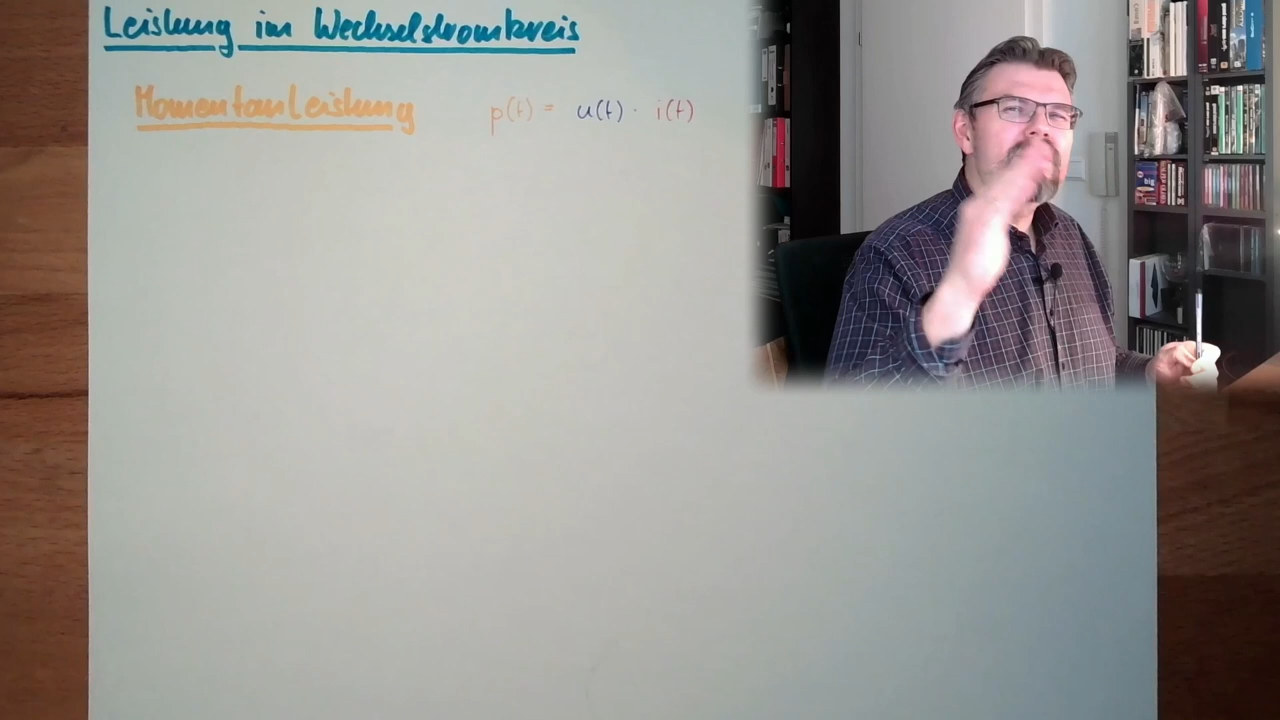 Leistung im Wechselstromkreis
Momentanleistung p(t) = u(t) · i(t)